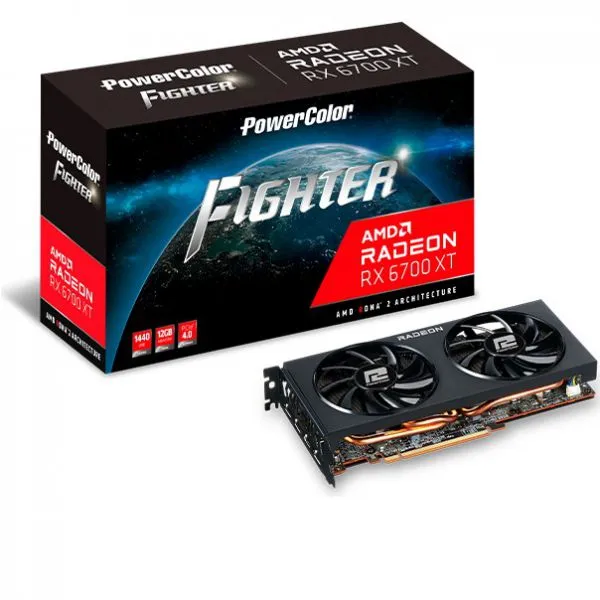 PowerColor
FIGHTER
AMD
RADEON
RX 6700 XT
PowerColor
FIGHTER
AMD
RADEON
RX 6700 XT
PowerColor
FIGHTER
AMD
RADEON
RX 6700 XT
AMD RDNA 2 ARCHITECTURE
1440
12GB
PCIe
4.0
RADEON